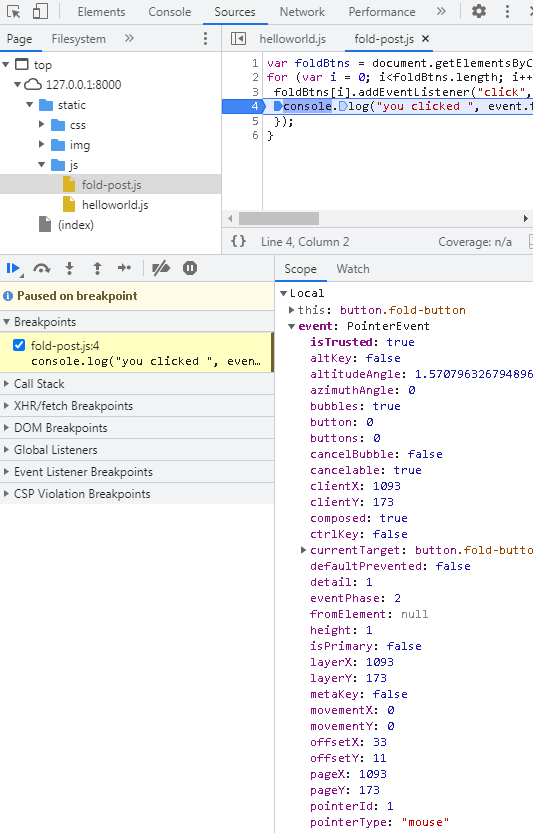 Elements Console Sources Network Performance »
Page Filesystem »
helloworld.js fold-post.js ×
top
127.0.0.1:8000
static
css
img
js
fold-post.js
helloworld.js
(index)
1 var foldBtns = document.getElementsByC
2 for (var i = 0; i<foldBtns.length; i++
3 foldBtns[i].addEventListener("click",
4 console.log("you clicked ", event.
5 });
6 }
{} Line 4, Column 2 Coverage: n/a
Paused on breakpoint
Breakpoints
fold-post.js:4
console.log("you clicked ", even…
Call Stack
XHR/fetch Breakpoints
DOM Breakpoints
Global Listeners
Event Listener Breakpoints
CSP Violation Breakpoints
Scope Watch
Local
this: button.fold-button
event: PointerEvent
isTrusted: true
altKey: false
altitudeAngle: 1.570796326794896
azimuthAngle: 0
bubbles: true
button: 0
buttons: 0
cancelBubble: false
cancelable: true
clientX: 1093
clientY: 173
composed: true
ctrlKey: false
currentTarget: button.fold-butto
defaultPrevented: false
detail: 1
eventPhase: 2
fromElement: null
height: 1
isPrimary: false
layerX: 1093
layerY: 173
metaKey: false
movementX: 0
movementY: 0
offsetX: 33
offsetY: 11
pageX: 1093
pageY: 173
pointerId: 1
pointerType: "mouse"